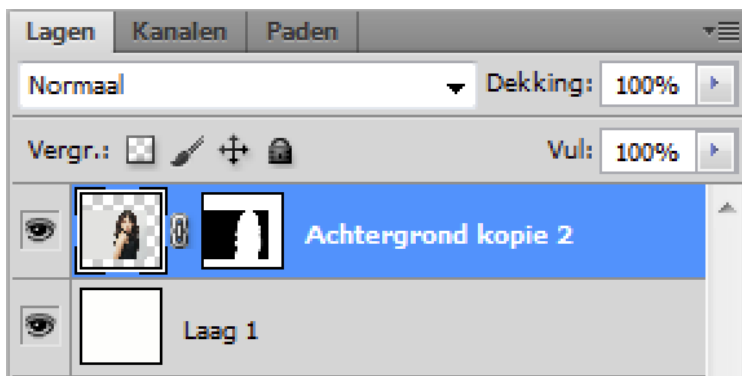 Lagen Kanalen Paden
Normaal Dekking: 100%
Vergr.: Vul: 100%
Achtergrond kopie 2
Laag 1